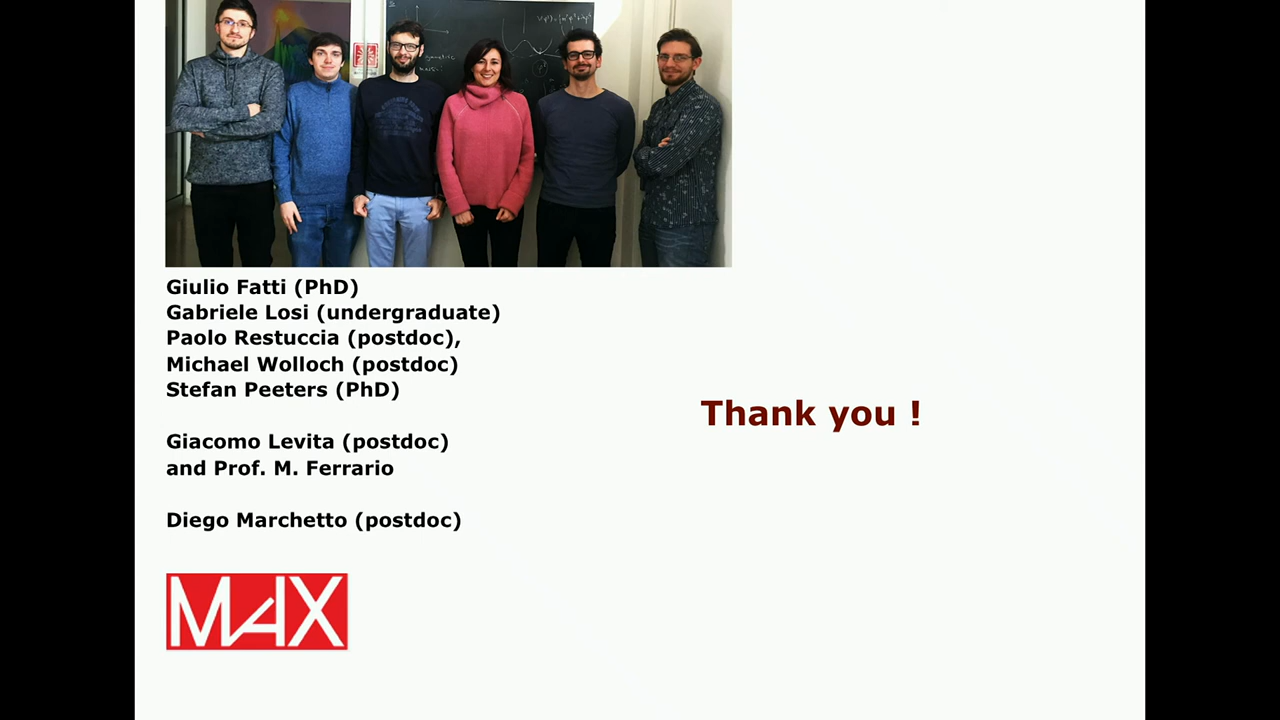 Giulio Fatti (PhD)
Gabriele Losi (undergraduate)
Paolo Restuccia (postdoc),
Michael Wolloch (postdoc)
Stefan Peeters (PhD)
Thank you !
Giacomo Levita (postdoc)
and Prof. M. Ferrario
Diego Marchetto (postdoc)
MAX